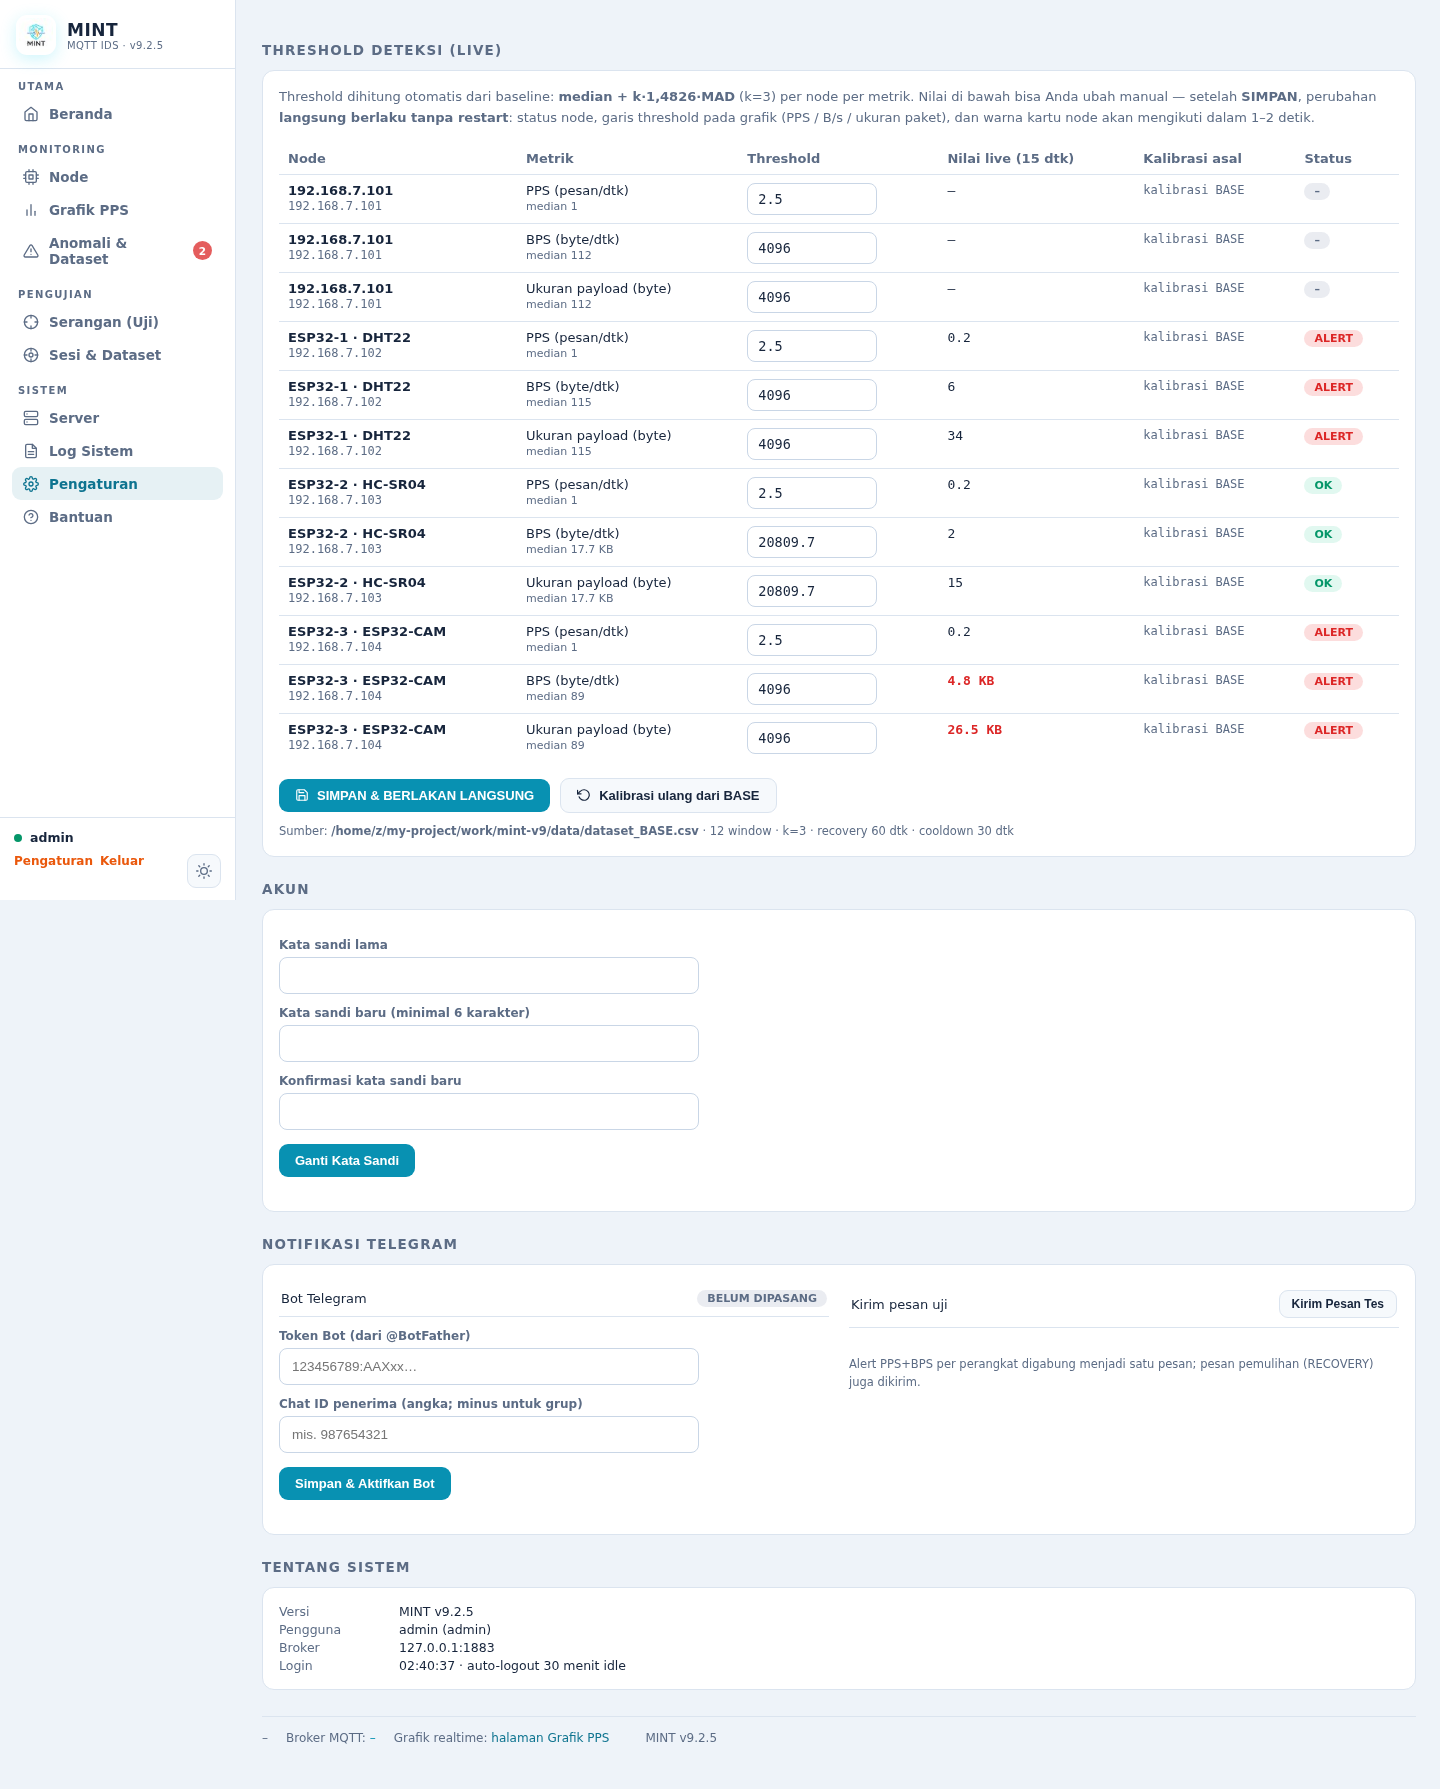 MINT
MINT
MQTT IDS · v9.2.5
UTAMA
Beranda
MONITORING
Node
Grafik PPS
Anomali &
Dataset
2
PENGUJIAN
Serangan (Uji)
Sesi & Dataset
SISTEM
Server
Log Sistem
Pengaturan
Bantuan
admin
Pengaturan Keluar
THRESHOLD DETEKSI (LIVE)
Threshold dihitung otomatis dari baseline: median + k·1,4826·MAD (k=3) per node per metrik. Nilai di bawah bisa Anda ubah manual — setelah SIMPAN, perubahan
langsung berlaku tanpa restart: status node, garis threshold pada grafik (PPS / B/s / ukuran paket), dan warna kartu node akan mengikuti dalam 1–2 detik.
Node Metrik Threshold Nilai live (15 dtk) Kalibrasi asal Status
192.168.7.101 PPS (pesan/dtk) 2.5 — kalibrasi BASE –
192.168.7.101 median 1
192.168.7.101 BPS (byte/dtk) 4096 — kalibrasi BASE –
192.168.7.101 median 112
192.168.7.101 Ukuran payload (byte) 4096 — kalibrasi BASE –
192.168.7.101 median 112
ESP32-1 · DHT22 PPS (pesan/dtk) 2.5 0.2 kalibrasi BASE ALERT
192.168.7.102 median 1
ESP32-1 · DHT22 BPS (byte/dtk) 4096 6 kalibrasi BASE ALERT
192.168.7.102 median 115
ESP32-1 · DHT22 Ukuran payload (byte) 4096 34 kalibrasi BASE ALERT
192.168.7.102 median 115
ESP32-2 · HC-SR04 PPS (pesan/dtk) 2.5 0.2 kalibrasi BASE OK
192.168.7.103 median 1
ESP32-2 · HC-SR04 BPS (byte/dtk) 20809.7 2 kalibrasi BASE OK
192.168.7.103 median 17.7 KB
ESP32-2 · HC-SR04 Ukuran payload (byte) 20809.7 15 kalibrasi BASE OK
192.168.7.103 median 17.7 KB
ESP32-3 · ESP32-CAM PPS (pesan/dtk) 2.5 0.2 kalibrasi BASE ALERT
192.168.7.104 median 1
ESP32-3 · ESP32-CAM BPS (byte/dtk) 4096 4.8 KB kalibrasi BASE ALERT
192.168.7.104 median 89
ESP32-3 · ESP32-CAM Ukuran payload (byte) 4096 26.5 KB kalibrasi BASE ALERT
192.168.7.104 median 89
SIMPAN & BERLAKAN LANGSUNG Kalibrasi ulang dari BASE
Sumber: /home/z/my-project/work/mint-v9/data/dataset_BASE.csv · 12 window · k=3 · recovery 60 dtk · cooldown 30 dtk
AKUN
Kata sandi lama
Kata sandi baru (minimal 6 karakter)
Konfirmasi kata sandi baru
Ganti Kata Sandi
NOTIFIKASI TELEGRAM
Bot Telegram BELUM DIPASANG
Token Bot (dari @BotFather)
123456789:AAXxx…
Chat ID penerima (angka; minus untuk grup)
mis. 987654321
Simpan & Aktifkan Bot
Kirim pesan uji Kirim Pesan Tes
Alert PPS+BPS per perangkat digabung menjadi satu pesan; pesan pemulihan (RECOVERY)
juga dikirim.
TENTANG SISTEM
Versi MINT v9.2.5
Pengguna admin (admin)
Broker 127.0.0.1:1883
Login 02:40:37 · auto-logout 30 menit idle
– Broker MQTT: – Grafik realtime: halaman Grafik PPS MINT v9.2.5